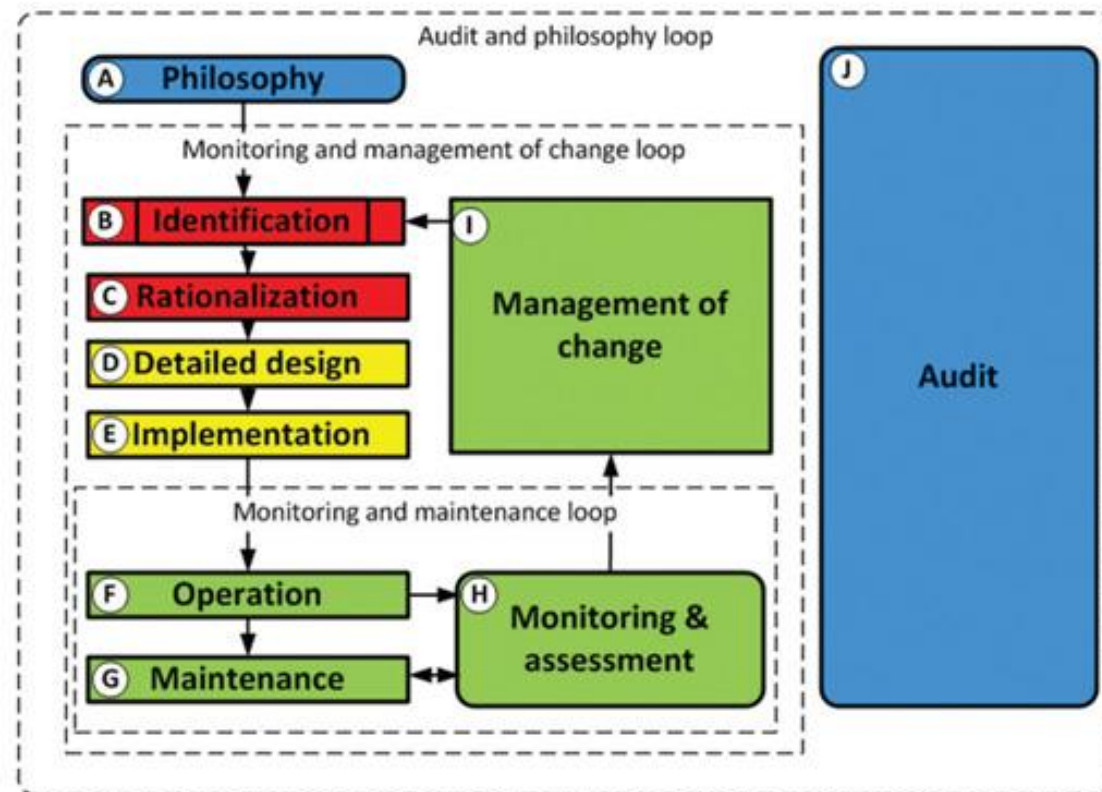 Audit and philosophy loop
A Philosophy
J
Monitoring and management of change loop
B Identification
I
C Rationalization
Management of
change
D Detailed design
Audit
E Implementation
Monitoring and maintenance loop
F Operation
H
Monitoring &
assessment
G Maintenance